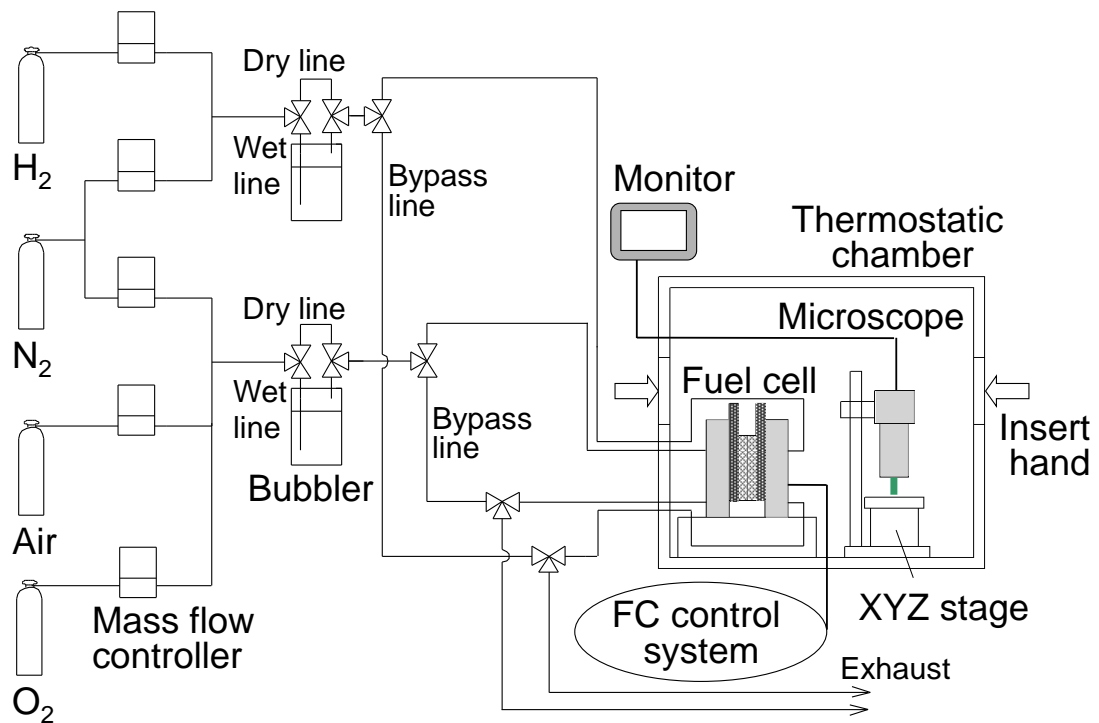 H2
N2
Air
O2
Mass flow
controller
Dry line
Wet
line
Bypass
line
Dry line
Wet
line
Bubbler
Bypass
line
Monitor
Thermostatic
chamber
Microscope
Fuel cell
Insert
hand
XYZ stage
FC control
system
Exhaust